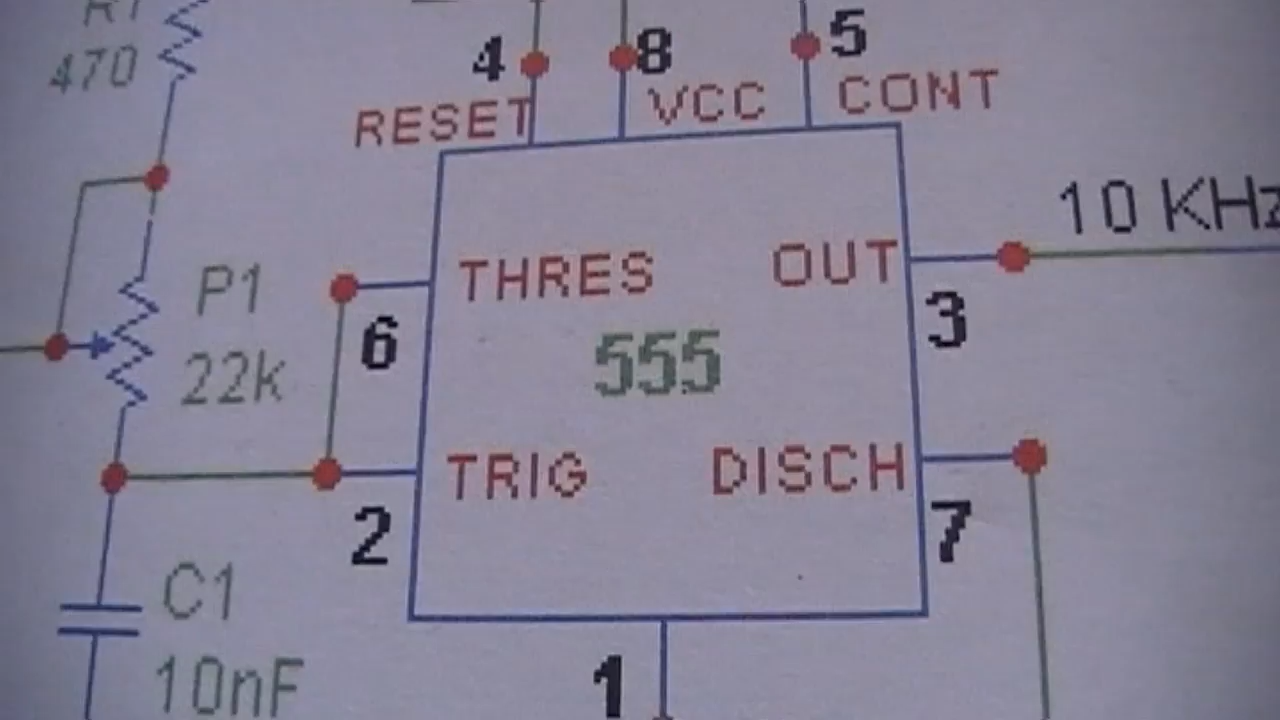 R1
470
4
8
5
RESET
VCC
CONT
10 KHz
P1
22k
THRES
OUT
6
3
555
TRIG
DISCH
2
7
C1
10nF
1